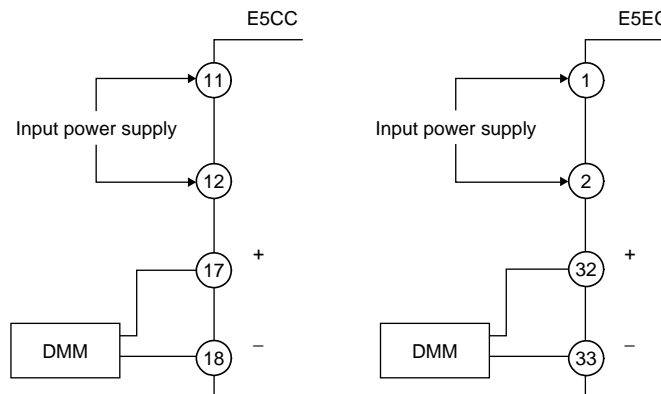 E5CC
11
Input power supply
12
17
+
DMM
18
−
E5EC
1
Input power supply
2
32
+
DMM
33
−